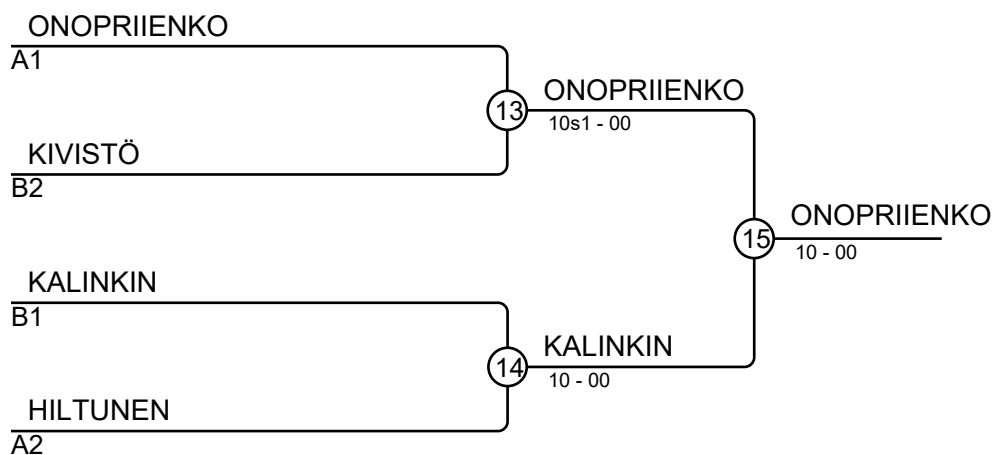 ONOPRIIENKO
A1
13
ONOPRIIENKO
10s1 - 00
KIVISTÖ
B2
15
ONOPRIIENKO
10 - 00
KALINKIN
B1
14
KALINKIN
10 - 00
HILTUNEN
A2